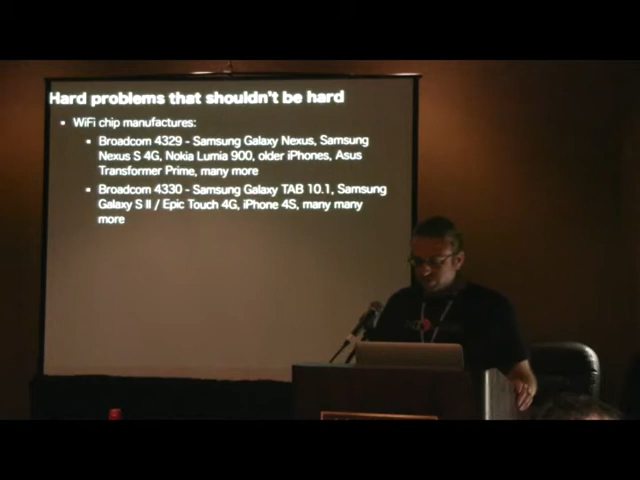 Hard problems that shouldn't be hard
• WiFi chip manufactures:
• Broadcom 4329 - Samsung Galaxy Nexus, Samsung
Nexus S 4G, Nokia Lumia 900, older iPhones, Asus
Transformer Prime, many more
• Broadcom 4330 - Samsung Galaxy TAB 10.1, Samsung
Galaxy S II / Epic Touch 4G, iPhone 4S, many many
more